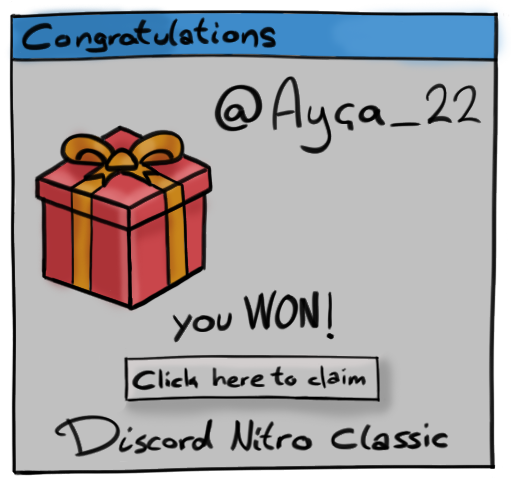 Congratulations
@Ayça_22
you WON!
Click here to claim
Discord Nitro Classic